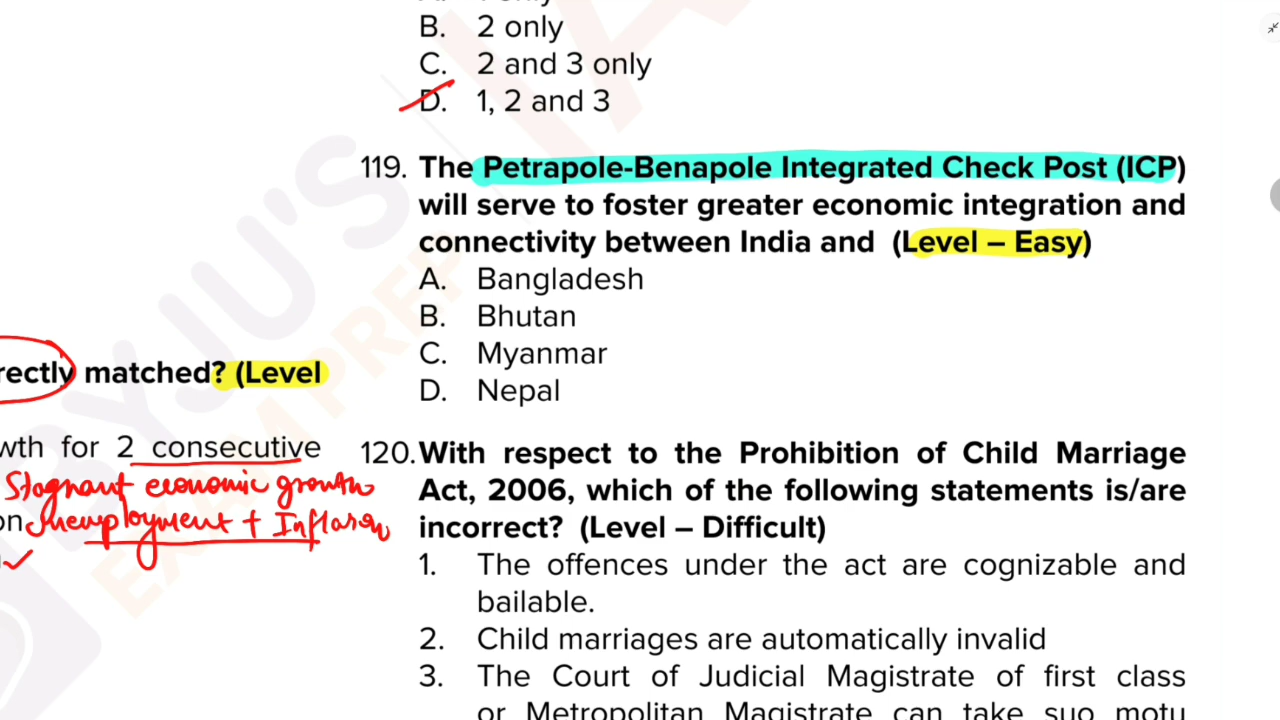 B. 2 only
C. 2 and 3 only
D. 1, 2 and 3
119. The Petrapole-Benapole Integrated Check Post (ICP)
will serve to foster greater economic integration and
connectivity between India and (Level – Easy)
A. Bangladesh
B. Bhutan
C. Myanmar
D. Nepal
120. With respect to the Prohibition of Child Marriage
Act, 2006, which of the following statements is/are
incorrect? (Level – Difficult)
1. The offences under the act are cognizable and
bailable.
2. Child marriages are automatically invalid
3. The Court of Judicial Magistrate of first class
or Metropolitan Magistrate can take suo motu
rectly matched? (Level
wth for 2 consecutive
Stagnant economic growth
on Unemployment + Inflation
BYJU'S
EXAM PREP